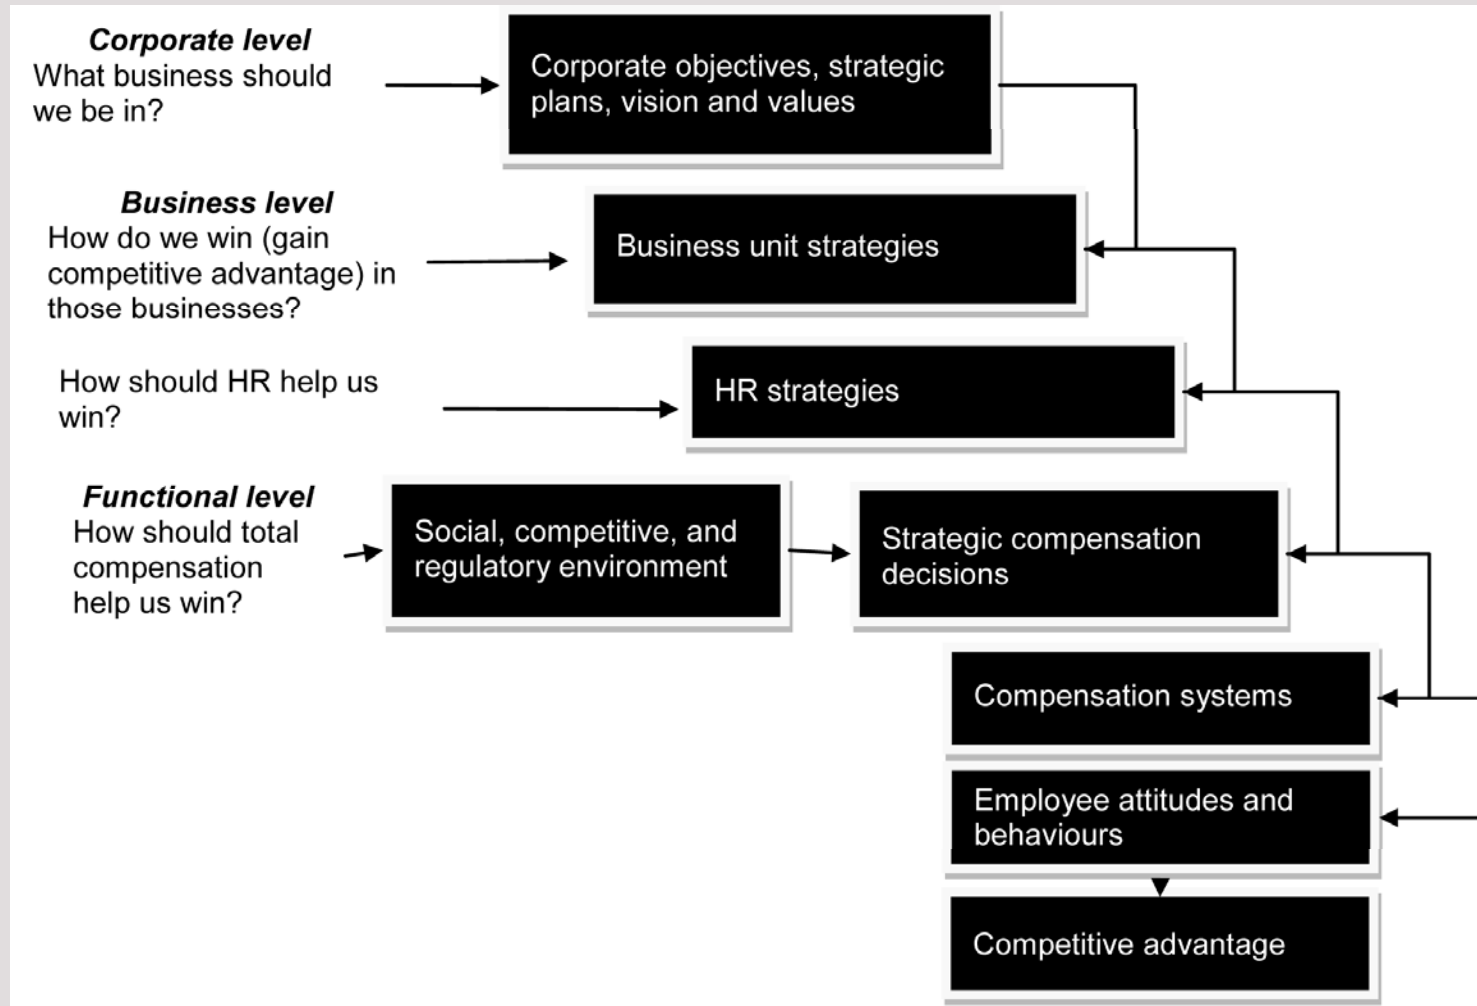 Corporate level
What business should
we be in?
Corporate objectives, strategic
plans, vision and values
Business level
How do we win (gain
competitive advantage) in
those businesses?
Business unit strategies
How should HR help us
win?
HR strategies
Functional level
How should total
compensation
help us win?
Social, competitive, and
regulatory environment
Strategic compensation
decisions
Compensation systems
Employee attitudes and
behaviours
Competitive advantage